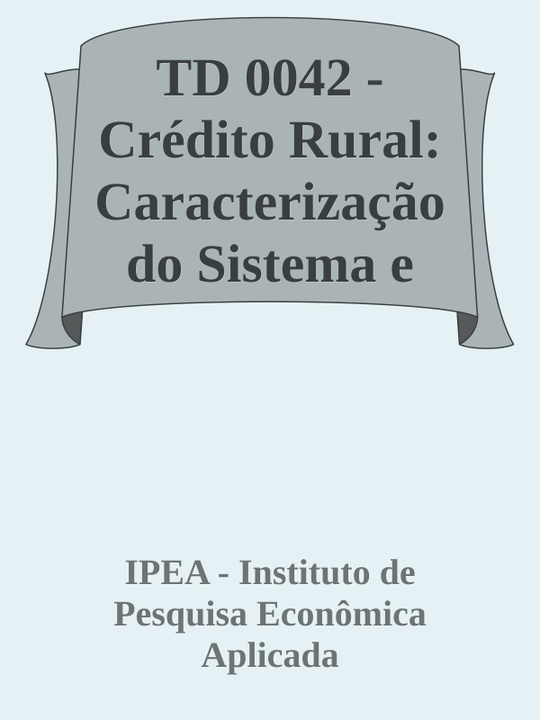 TD 0042 -
Crédito Rural:
Caracterização
do Sistema e
IPEA - Instituto de
Pesquisa Econômica
Aplicada